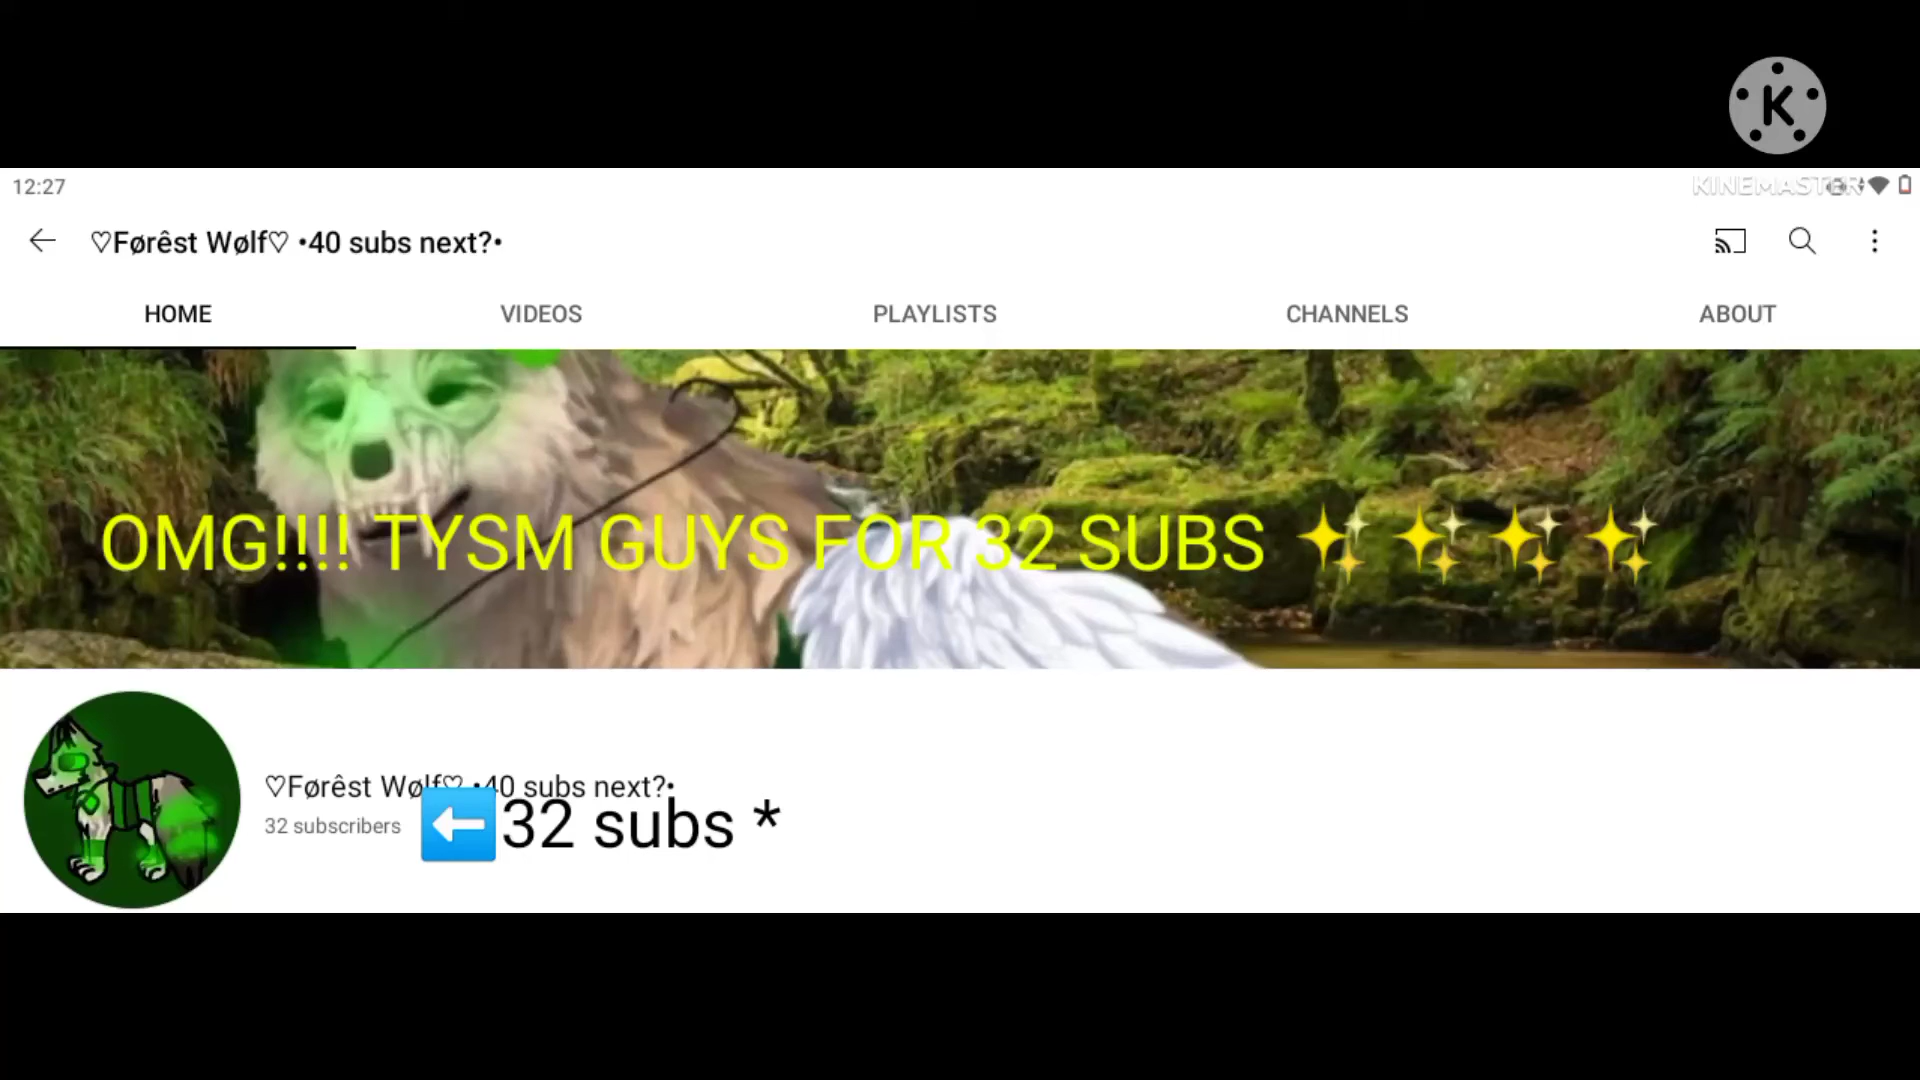 K
KINEMASTER
12:27
♡Førêst Wølf♡ •40 subs next?•
HOME VIDEOS PLAYLISTS CHANNELS ABOUT
OMG!!!! TYSM GUYS FOR 32 SUBS ✨✨✨✨
♡Førêst Wølf♡ •40 subs next?•
32 subscribers
⬅️32 subs *